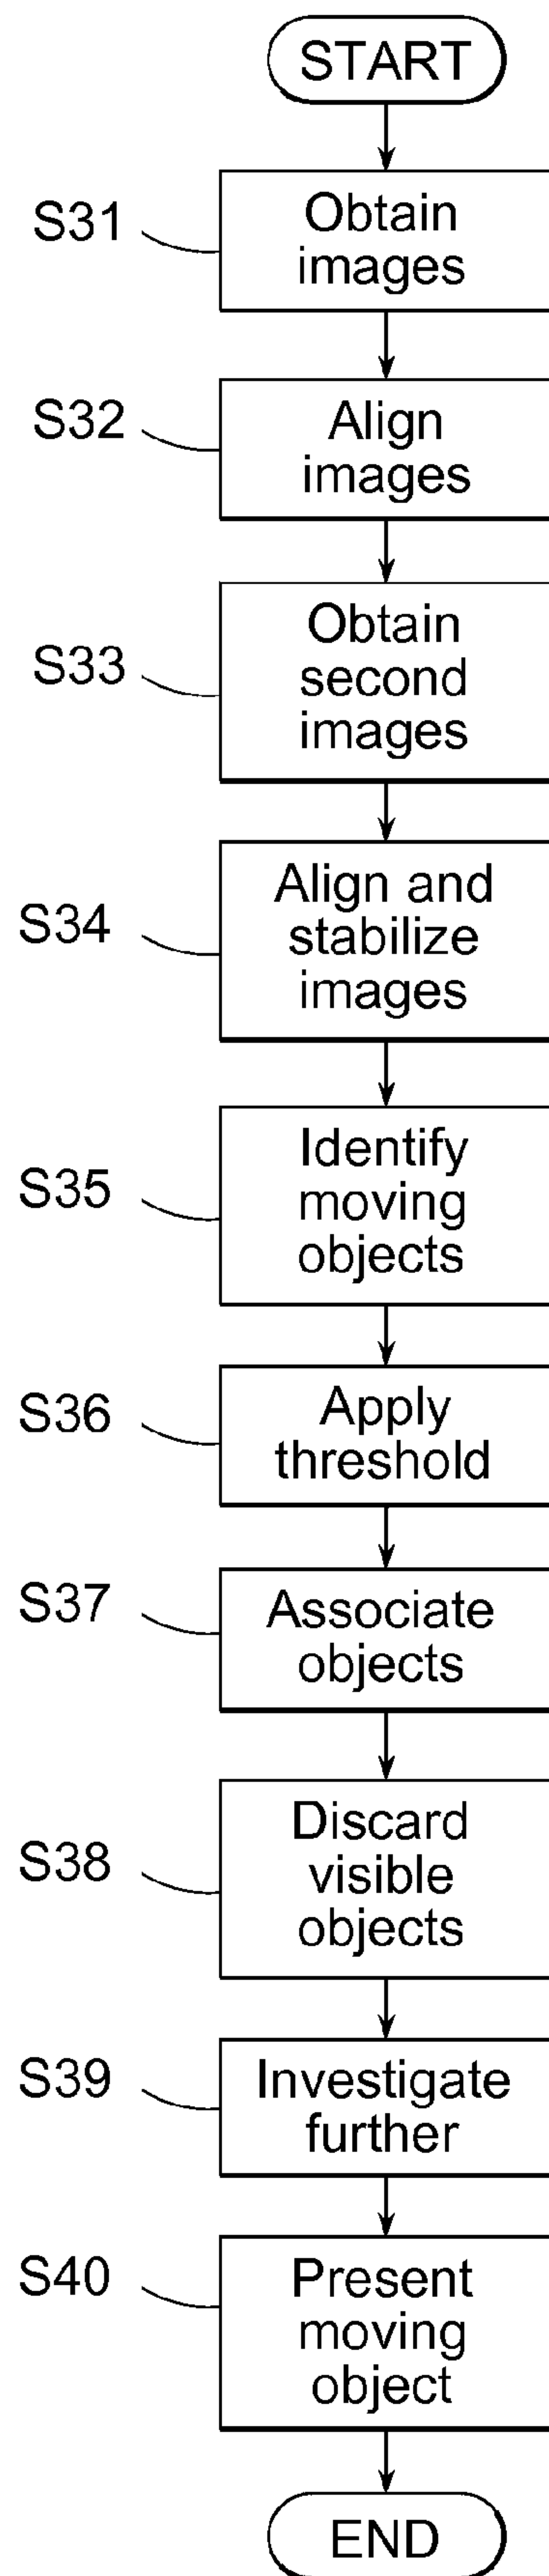 START
S31
Obtain
images
S32
Align
images
S33
Obtain
second
images
S34
Align and
stabilize
images
S35
Identify
moving
objects
S36
Apply
threshold
S37
Associate
objects
S38
Discard
visible
objects
S39
Investigate
further
S40
Present
moving
object
END